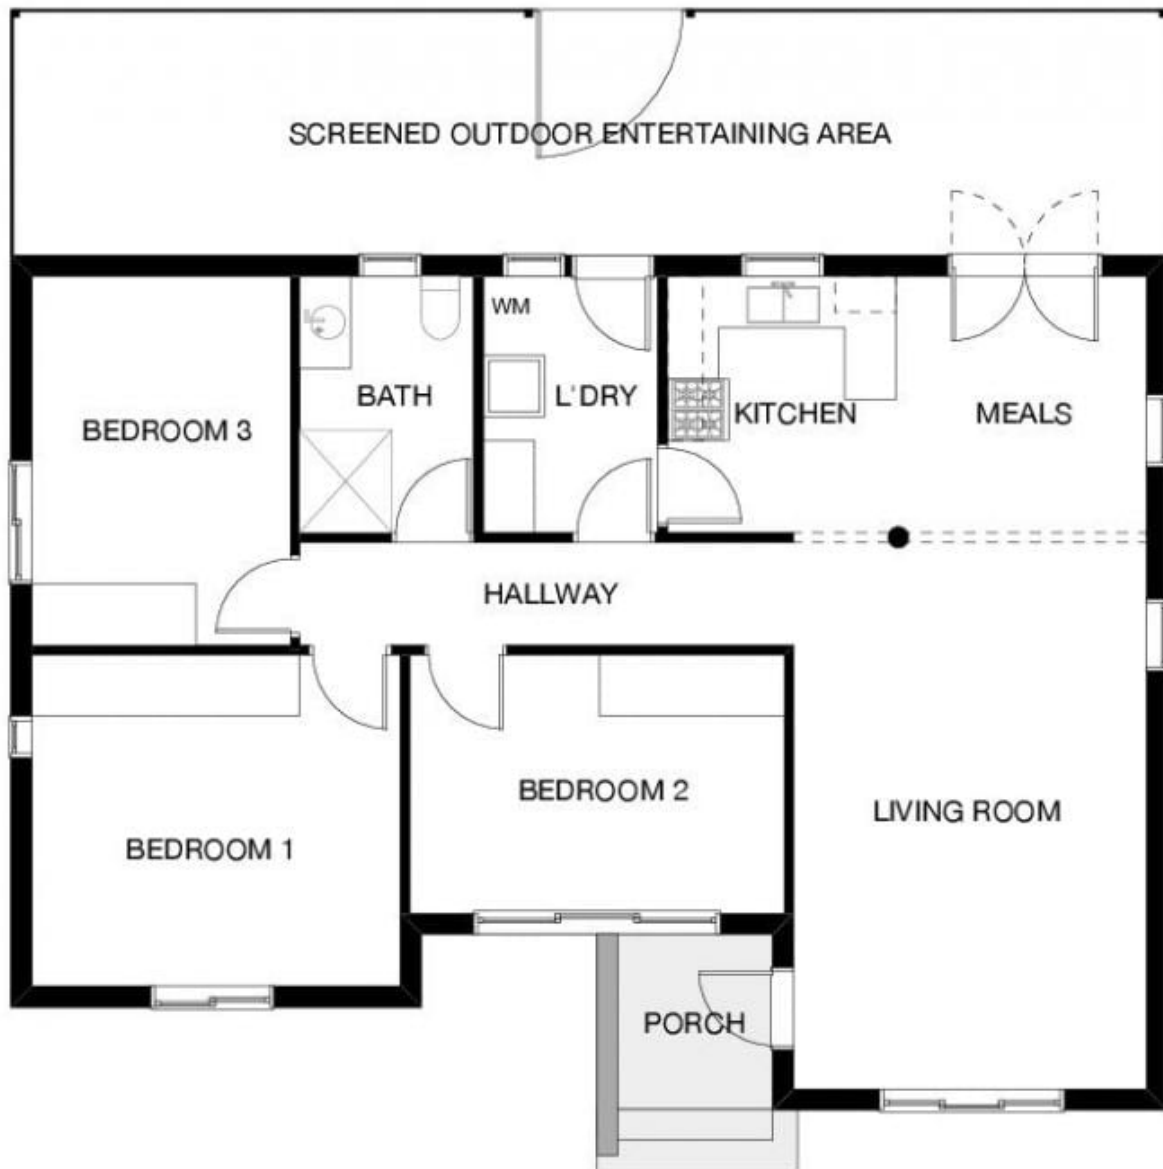 SCREENED OUTDOOR ENTERTAINING AREA
WM
BATH
L'DRY
KITCHEN
MEALS
BEDROOM 3
HALLWAY
BEDROOM 2
LIVING ROOM
BEDROOM 1
PORCH